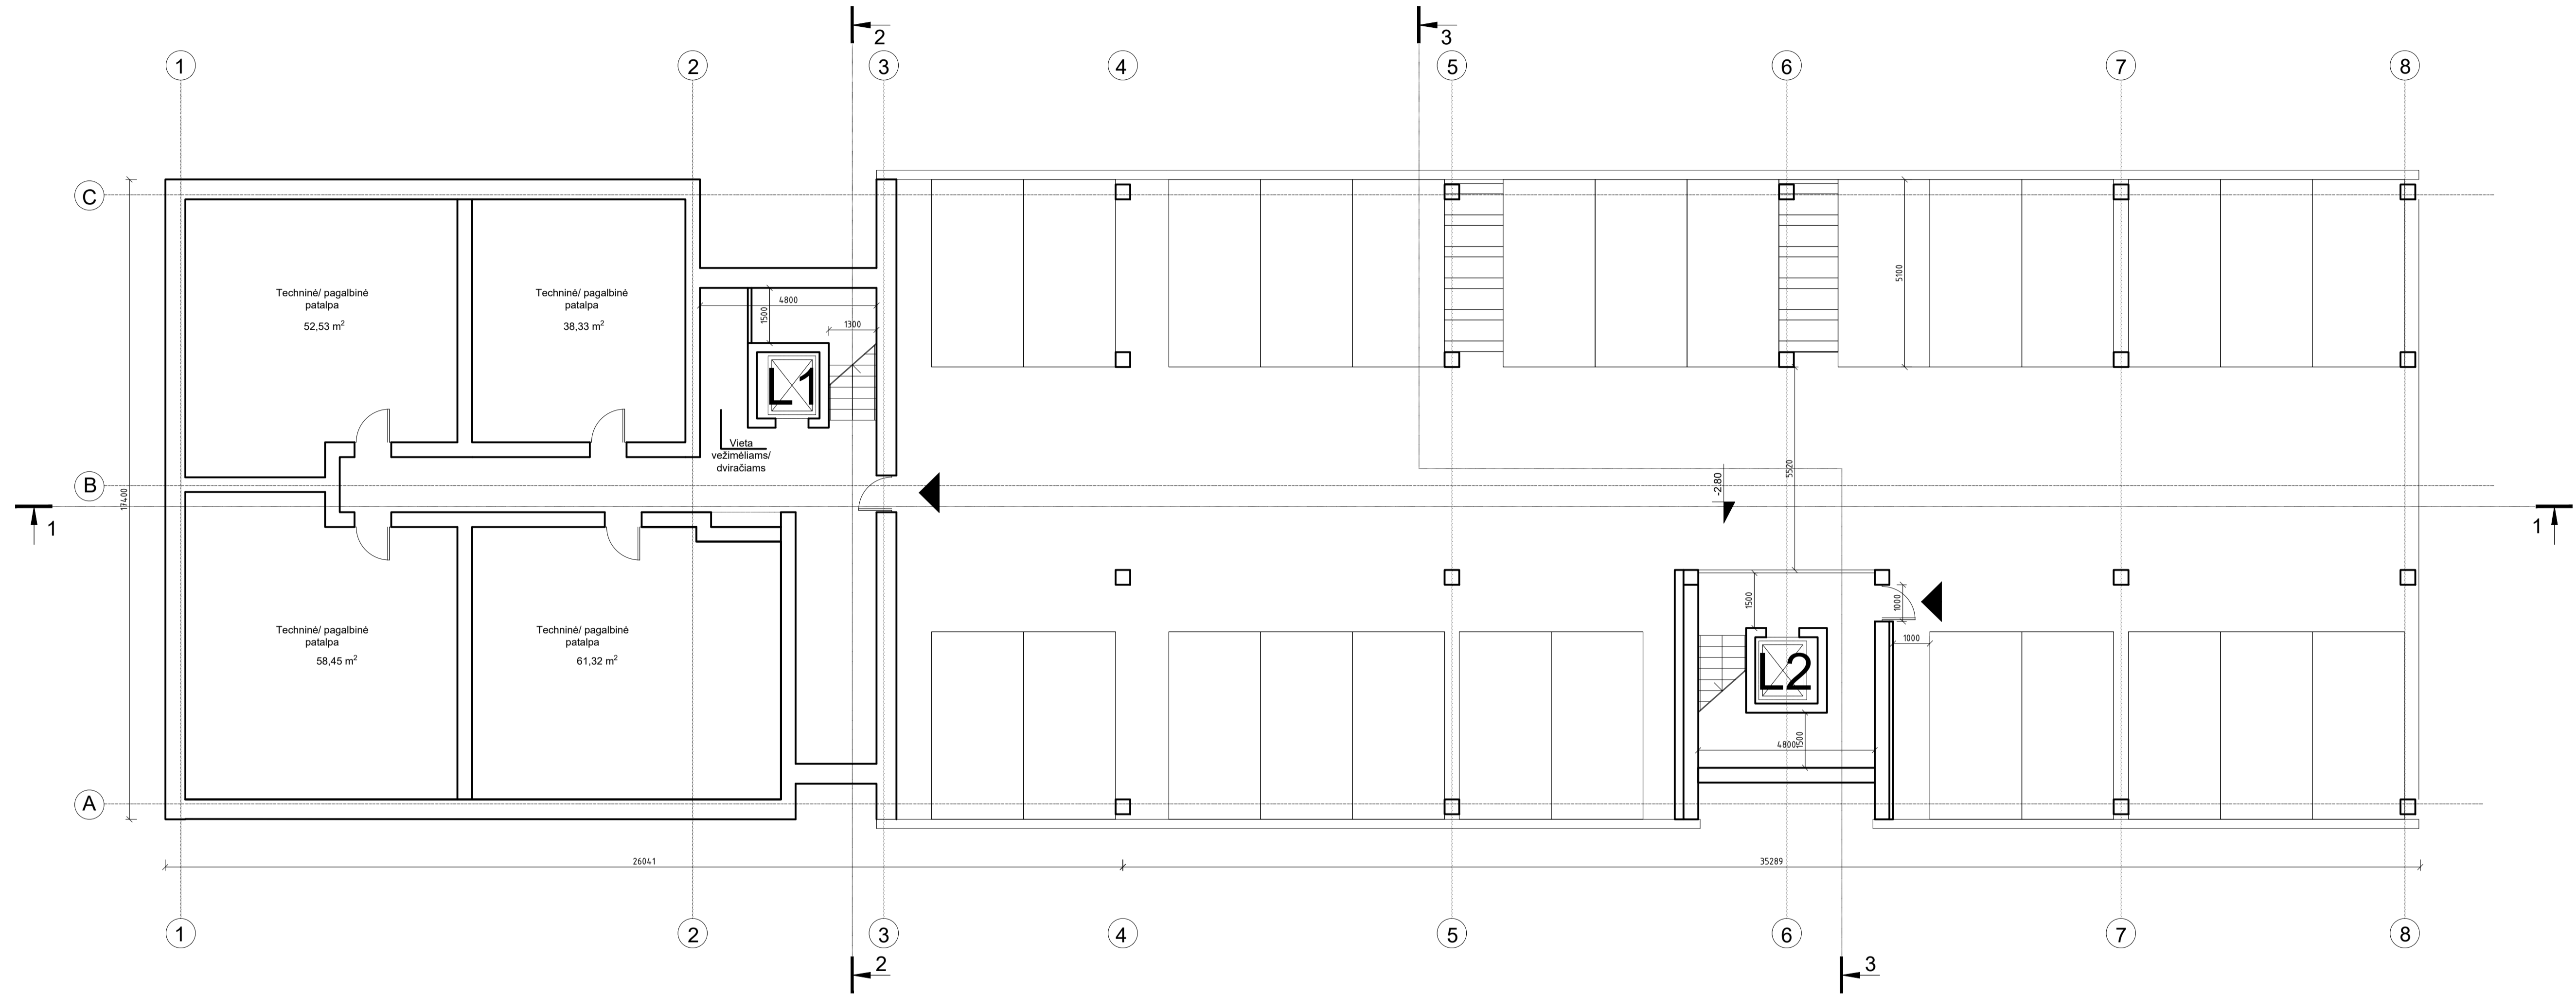 2
3
1
2
3
4
5
6
7
8
C
Techninė/ pagalbinė
patalpa
52,53 m²
Techninė/ pagalbinė
patalpa
38,33 m²
4800
1500
1300
5100
L1
Vieta
vežimėliams/
dviračiams
5520
-2.80
B
17400
1
1
1500
1000
1000
Techninė/ pagalbinė
patalpa
58,45 m²
Techninė/ pagalbinė
patalpa
61,32 m²
L2
4800
1500
A
26041
35289
1
2
3
4
5
6
7
8
2
3